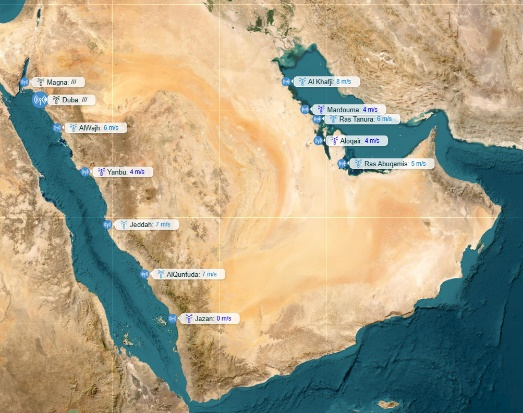 Magna: ///
Duba: ///
AlWajh: 6 m/s
Yanbu: 4 m/s
Jeddah: 7 m/s
AlQunfuda: 7 m/s
Jazan: 0 m/s
Al Khafji: 8 m/s
Mardouma: 4 m/s
Ras Tanura: 6 m/s
Aloqair: 4 m/s
Ras Abuqamis: 5 m/s